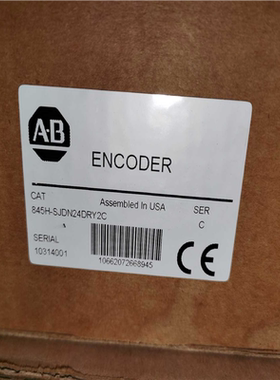 A-B
ENCODER
CAT
Assembled In USA
SER
845H-SJDN24DRY2C
C
SERIAL
10314001
10662072668945
CE